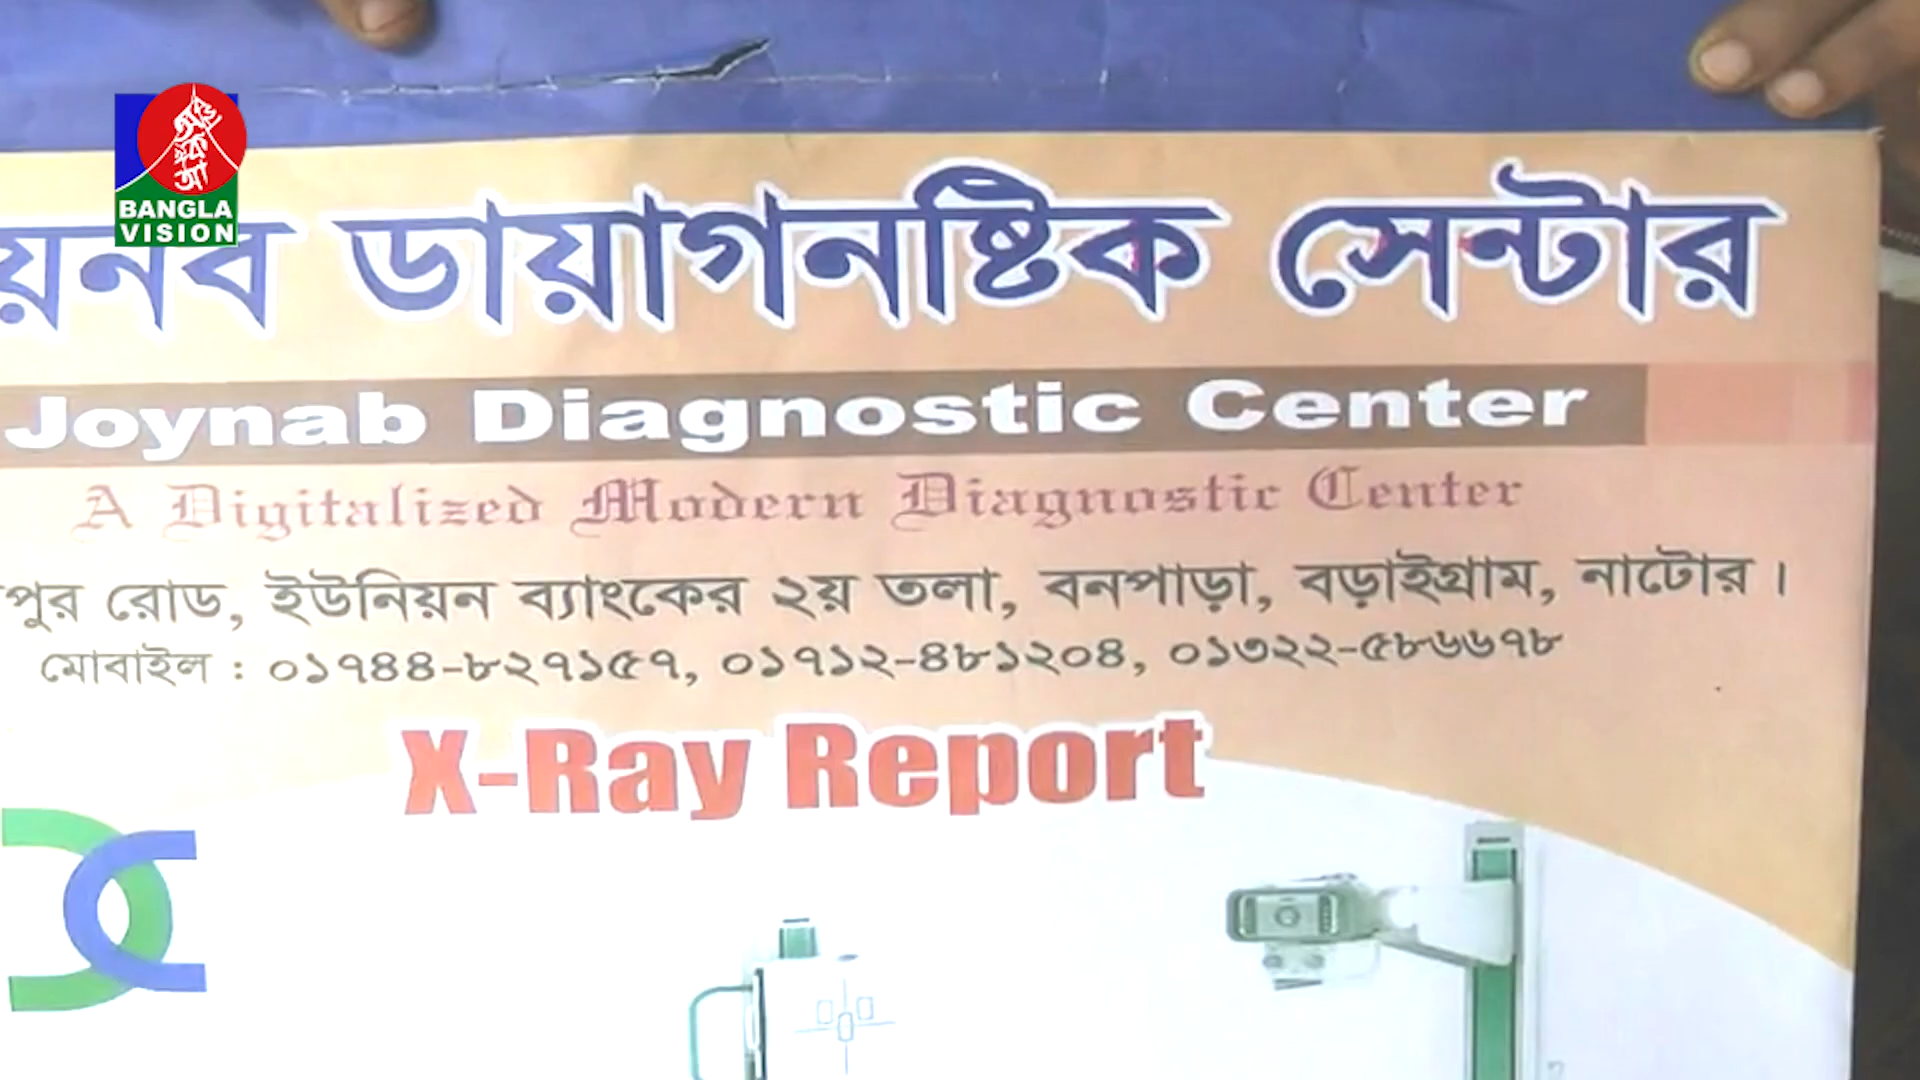 BANGLA
VISION
য়নব ডায়াগনষ্টিক সেন্টার
Joynab Diagnostic Center
A Digitalized Modern Diagnostic Center
পুর রোড, ইউনিয়ন ব্যাংকের ২য় তলা, বনপাড়া, বড়াইগ্রাম, নাটোর।
মোবাইল : ০১৭৪৪-৮২৭১৫৭, ০১৭১২-৪৮১২০৪, ০১৩২২-৫৮৬৬৭৮
X-Ray Report